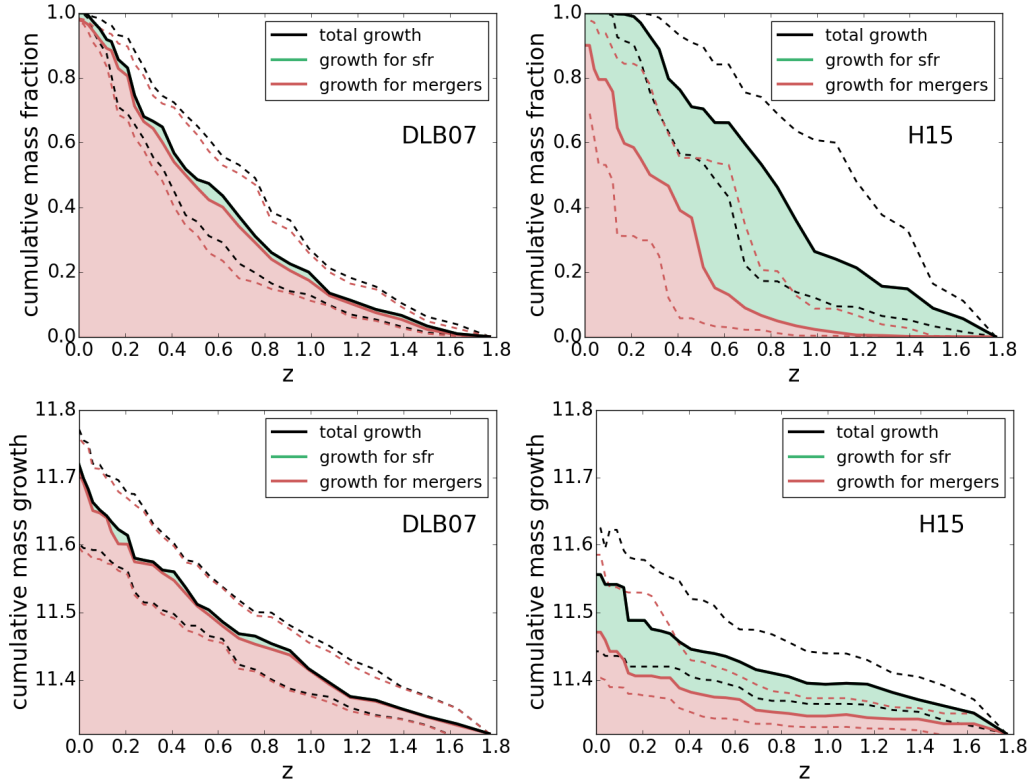 1.0
0.8
0.6
0.4
0.2
0.0
cumulative mass fraction
total growth
growth for sfr
growth for mergers
DLB07
0.0 0.2 0.4 0.6 0.8 1.0 1.2 1.4 1.6 1.8
z
1.0
0.8
0.6
0.4
0.2
0.0
cumulative mass fraction
total growth
growth for sfr
growth for mergers
H15
0.0 0.2 0.4 0.6 0.8 1.0 1.2 1.4 1.6 1.8
z
11.8
11.7
11.6
11.5
11.4
cumulative mass growth
total growth
growth for sfr
growth for mergers
DLB07
0.0 0.2 0.4 0.6 0.8 1.0 1.2 1.4 1.6 1.8
z
11.8
11.7
11.6
11.5
11.4
cumulative mass growth
total growth
growth for sfr
growth for mergers
H15
0.0 0.2 0.4 0.6 0.8 1.0 1.2 1.4 1.6 1.8
z